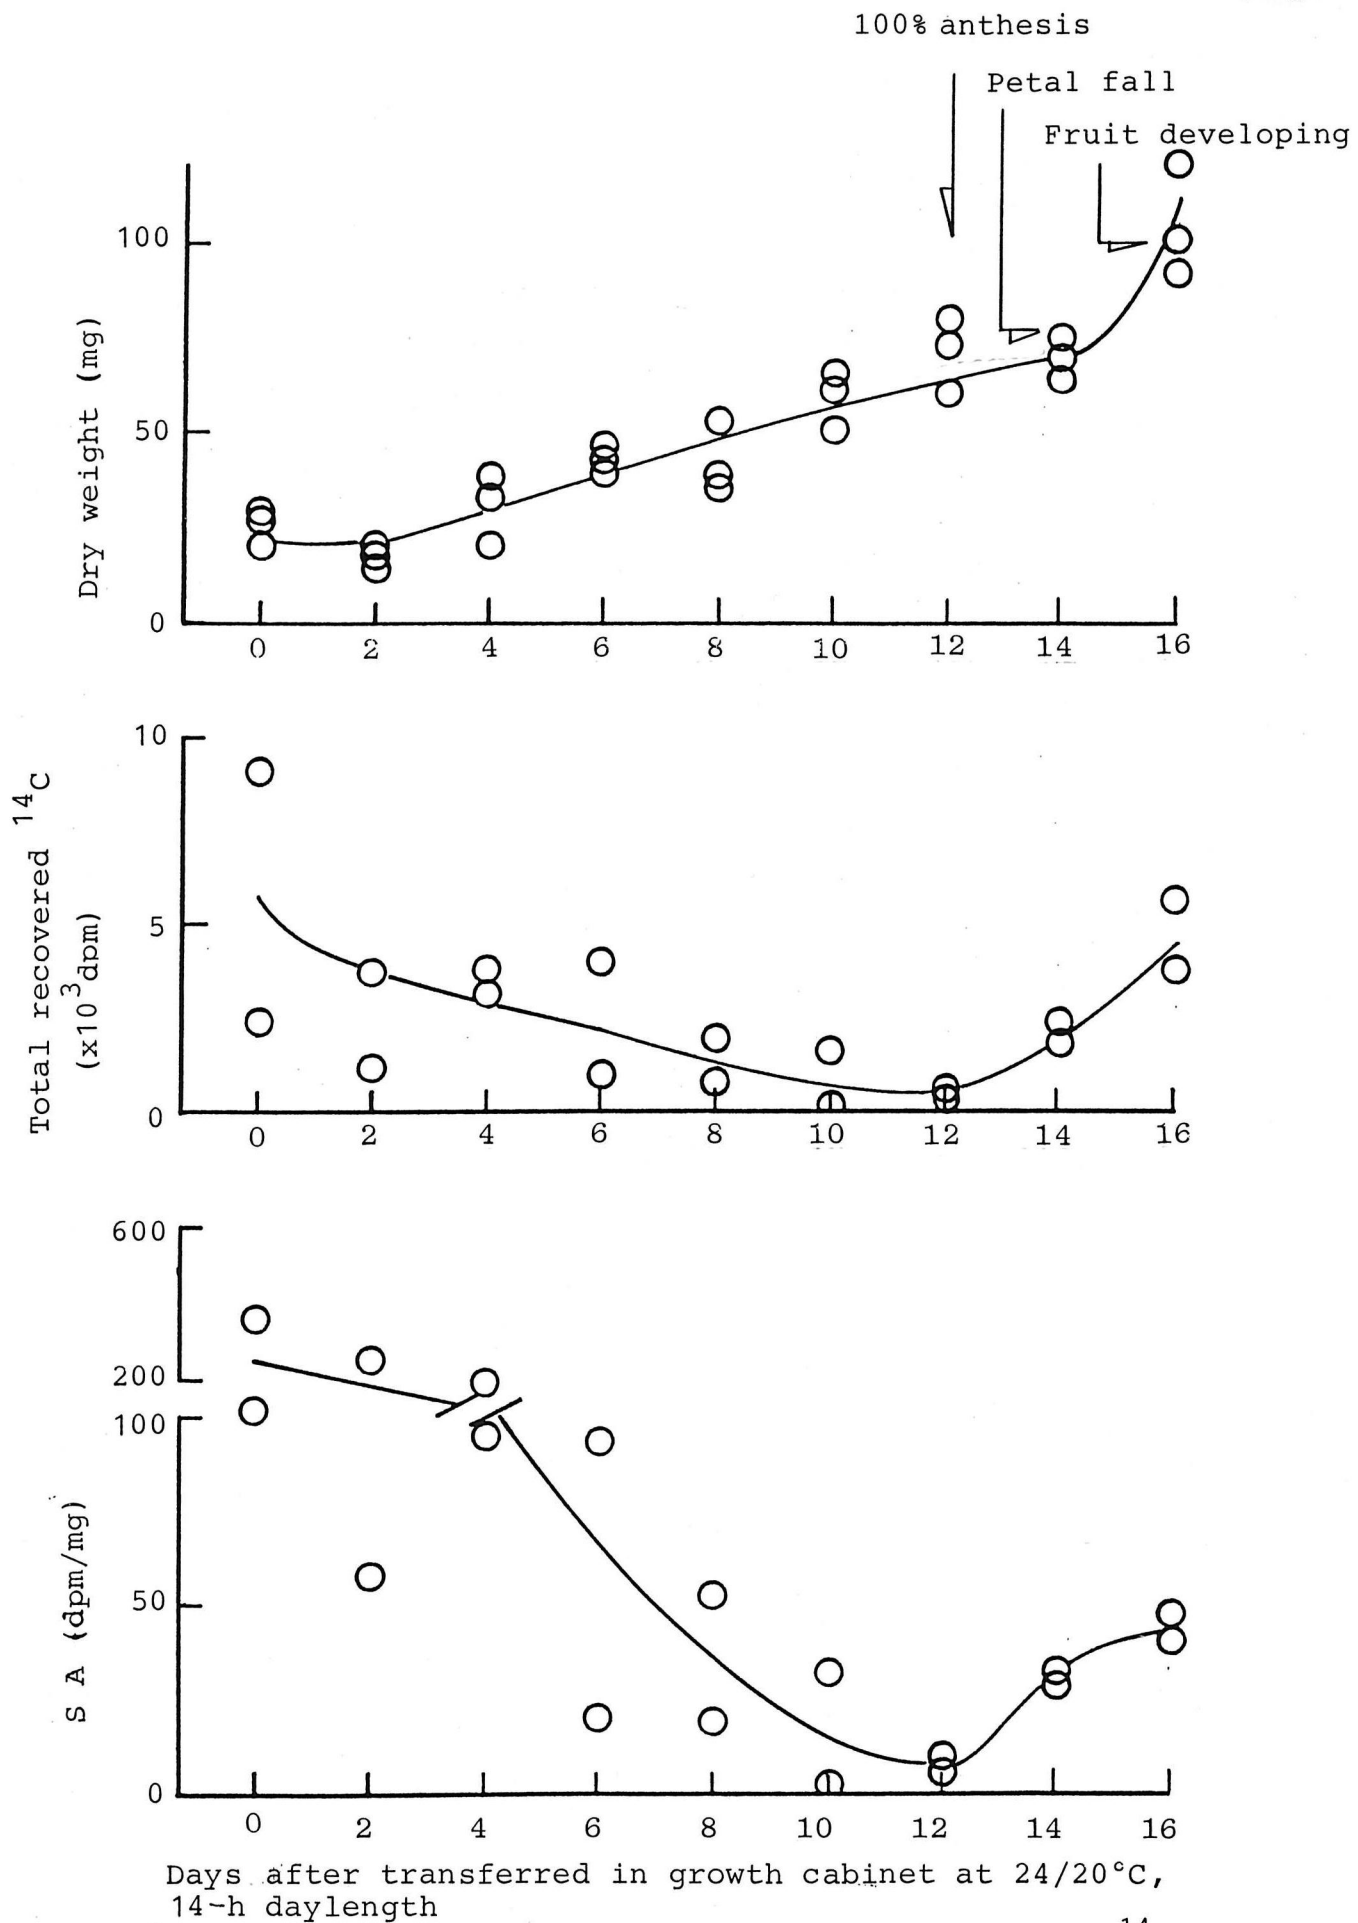 100% anthesis
Petal fall
Fruit developing
100
50
0
Dry weight (mg)
0 2 4 6 8 10 12 14 16
10
5
0
Total recovered 14C
(x10³dpm)
0 2 4 6 8 10 12 14 16
600
200
100
50
0
S A (dpm/mg)
0 2 4 6 8 10 12 14 16
Days after transferred in growth cabinet at 24/20°C,
14-h daylength
14